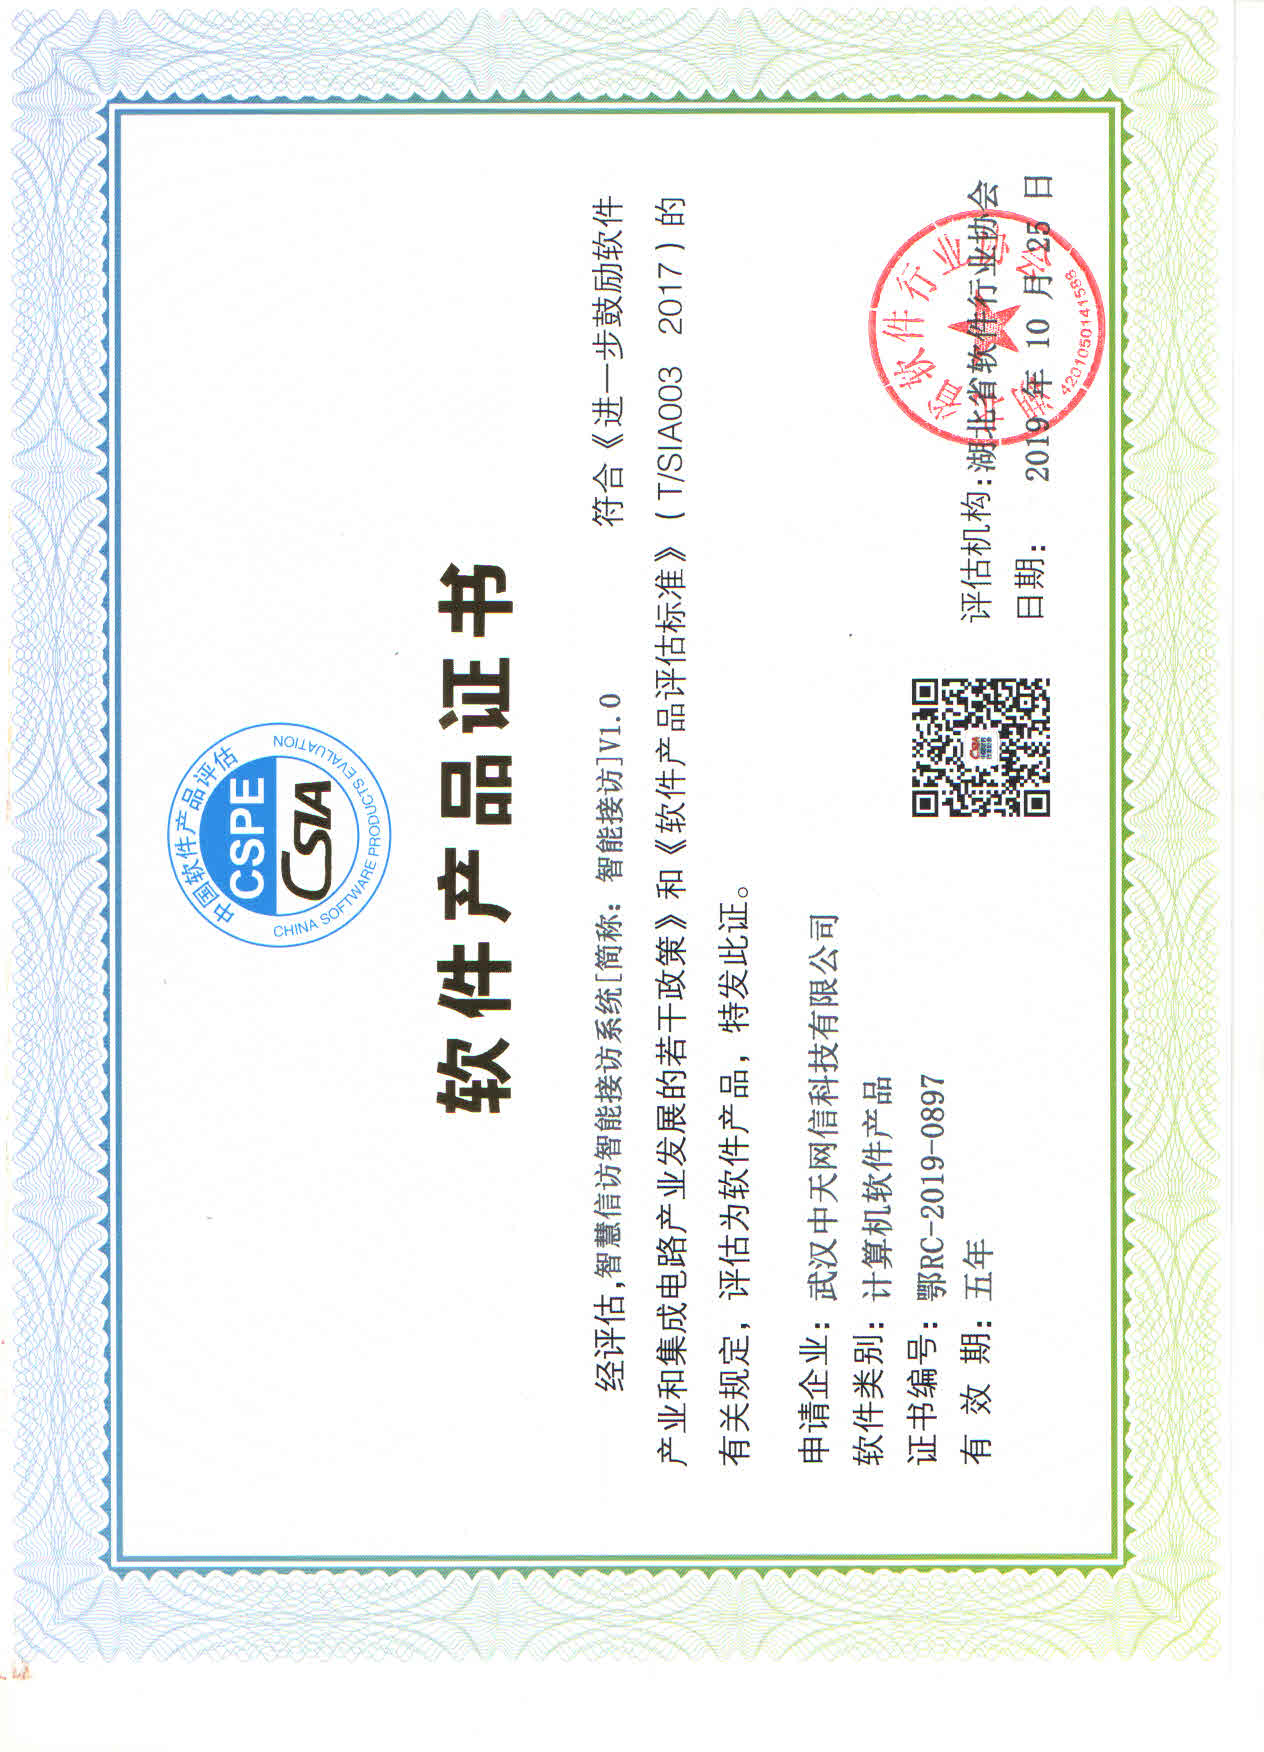 中国软件产品评估
CSPE
CSIA
CHINA SOFTWARE PRODUCTS EVALUATION
软件产品证书
经评估,智慧信访智能接访系统[简称：智能接访]V1.0 符合《进一步鼓励软件
产业和集成电路产业发展的若干政策》和《软件产品评估标准》（T/SIA003 2017）的
有关规定，评估为软件产品，特发此证。
申请企业：武汉中天网信科技有限公司
软件类别：计算机软件产品
证书编号：鄂RC-2019-0897
有 效 期：五年
评估机构：湖北省软件行业协会
日期： 2019 年 10 月 25 日
湖北省软件行业协会
4201050141588